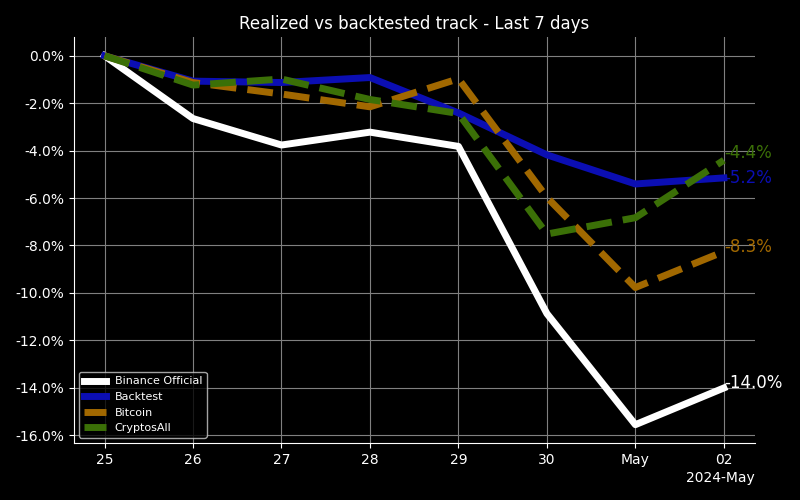 Realized vs backtested track - Last 7 days
0.0%
-2.0%
-4.0%
-6.0%
-8.0%
-10.0%
-12.0%
-14.0%
-16.0%
-4.4%
-5.2%
-8.3%
-14.0%
Binance Official
Backtest
Bitcoin
CryptosAll
25 26 27 28 29 30 May 02
2024-May